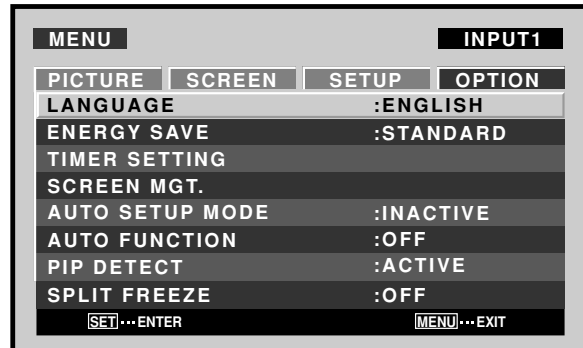 MENU INPUT1
PICTURE SCREEN SETUP OPTION
LANGUAGE :ENGLISH
ENERGY SAVE :STANDARD
TIMER SETTING
SCREEN MGT.
AUTO SETUP MODE :INACTIVE
AUTO FUNCTION :OFF
PIP DETECT :ACTIVE
SPLIT FREEZE :OFF
SET···ENTER MENU···EXIT